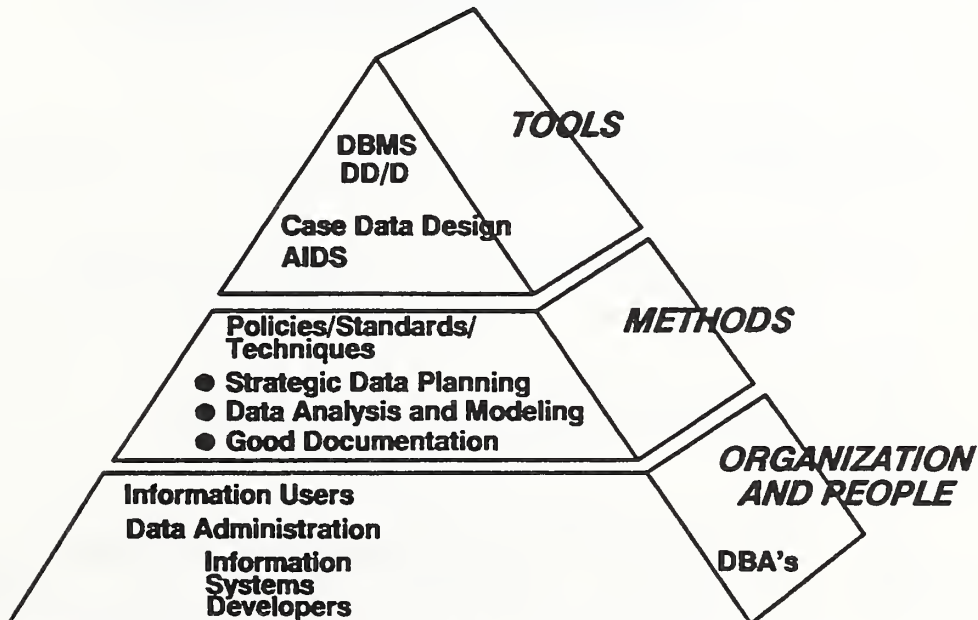 DBMS
DD/D
TOOLS
Case Data Design
AIDS
Policies/Standards/
Techniques
METHODS
● Strategic Data Planning
● Data Analysis and Modeling
● Good Documentation
ORGANIZATION
AND PEOPLE
Information Users
Data Administration
Information
Systems
Developers
DBA's